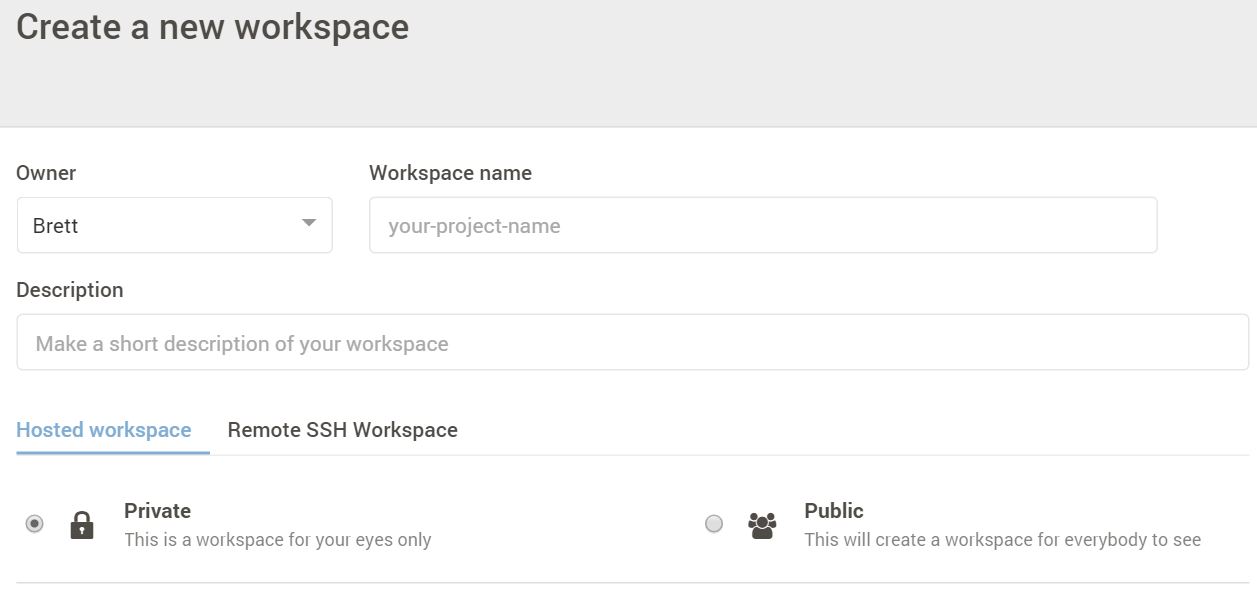 Create a new workspace
Owner
Workspace name
Brett
your-project-name
Description
Make a short description of your workspace
Hosted workspace
Remote SSH Workspace
Private
This is a workspace for your eyes only
Public
This will create a workspace for everybody to see